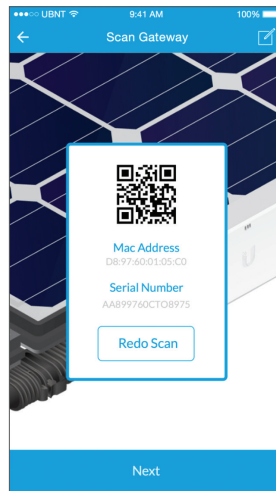 UBNT 9:41 AM 100%
Scan Gateway
Mac Address
D8:97:60:01:05:C0
Serial Number
AA899760CTO8975
Redo Scan
Next